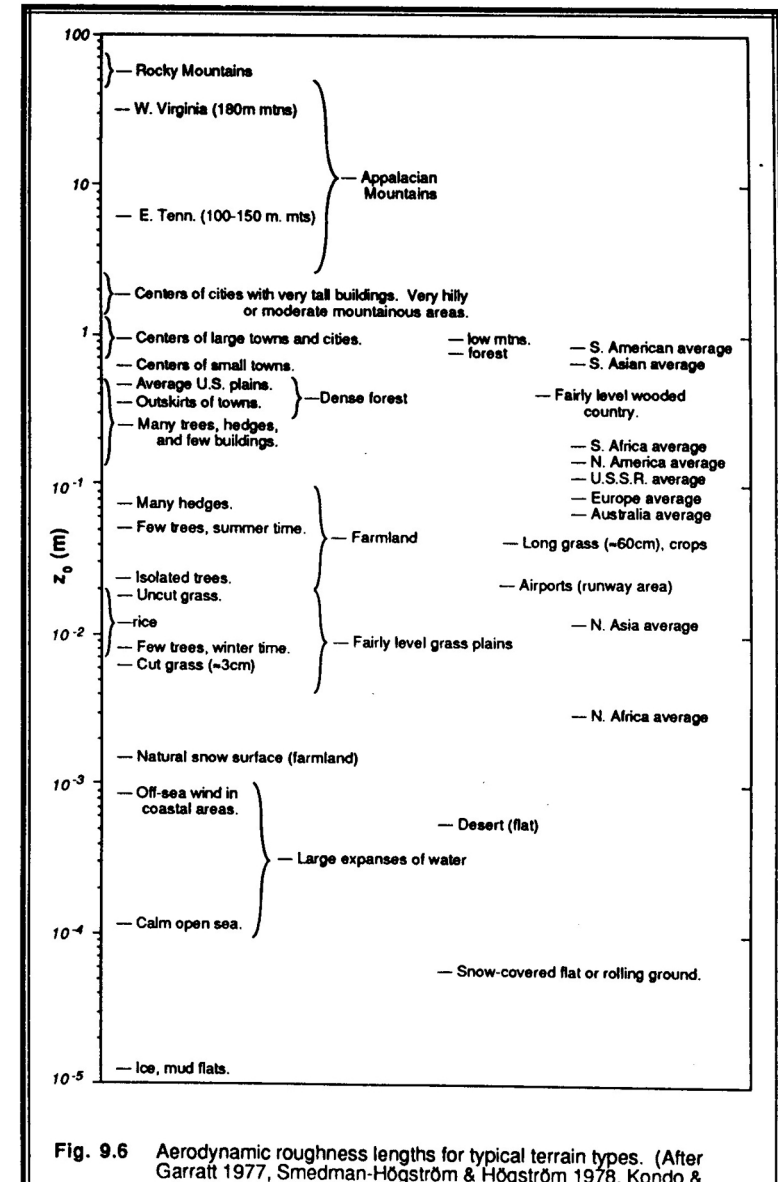 100
Rocky Mountains
W. Virginia (180m mtns)
Appalacian
Mountains
10
E. Tenn. (100-150 m. mts)
Centers of cities with very tall buildings. Very hilly
or moderate mountainous areas.
1
Centers of large towns and cities.
low mtns.
forest
S. American average
Centers of small towns.
S. Asian average
Average U.S. plains.
Outskirts of towns.
Dense forest
Fairly level wooded
country.
Many trees, hedges,
and few buildings.
S. Africa average
N. America average
U.S.S.R. average
10⁻¹
Many hedges.
Europe average
Australia average
Few trees, summer time.
Farmland
Long grass (≈60cm), crops
z₀ (m)
Isolated trees.
Uncut grass.
Airports (runway area)
rice
N. Asia average
10⁻²
Few trees, winter time.
Fairly level grass plains
Cut grass (≈3cm)
N. Africa average
Natural snow surface (farmland)
10⁻³
Off-sea wind in
coastal areas.
Desert (flat)
Large expanses of water
Calm open sea.
10⁻⁴
Snow-covered flat or rolling ground.
Ice, mud flats.
10⁻⁵
Fig. 9.6 Aerodynamic roughness lengths for typical terrain types. (After
Garratt 1977, Smedman-Högström & Högström 1978, Kondo &